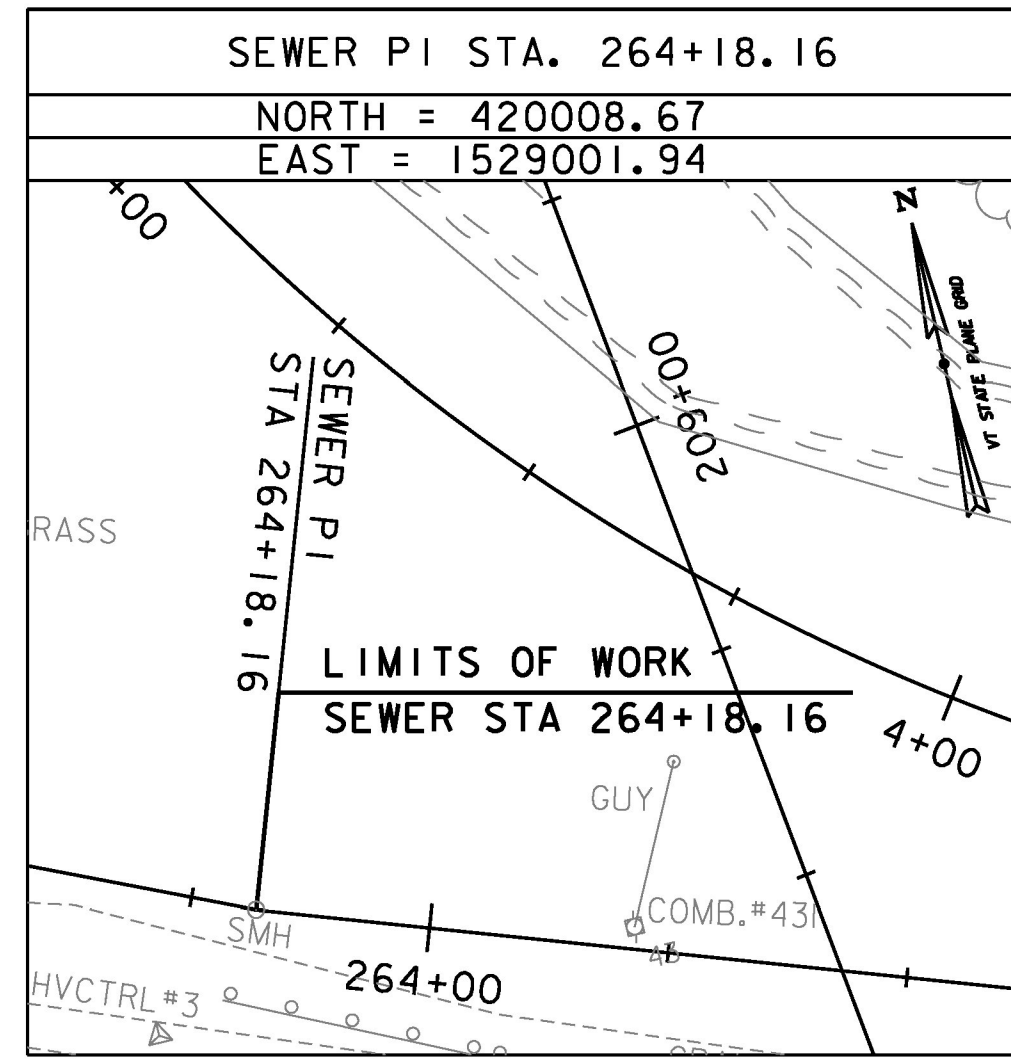 SEWER PI STA. 264+18.16
NORTH = 420008.67
EAST = 1529001.94
+00
N
VT STATE PLANE GRID
209+00
SEWER PI
STA 264+18.16
RASS
LIMITS OF WORK
SEWER STA 264+18.16
4+00
GUY
COMB.#431
43
SMH
264+00
HVCTRL#3